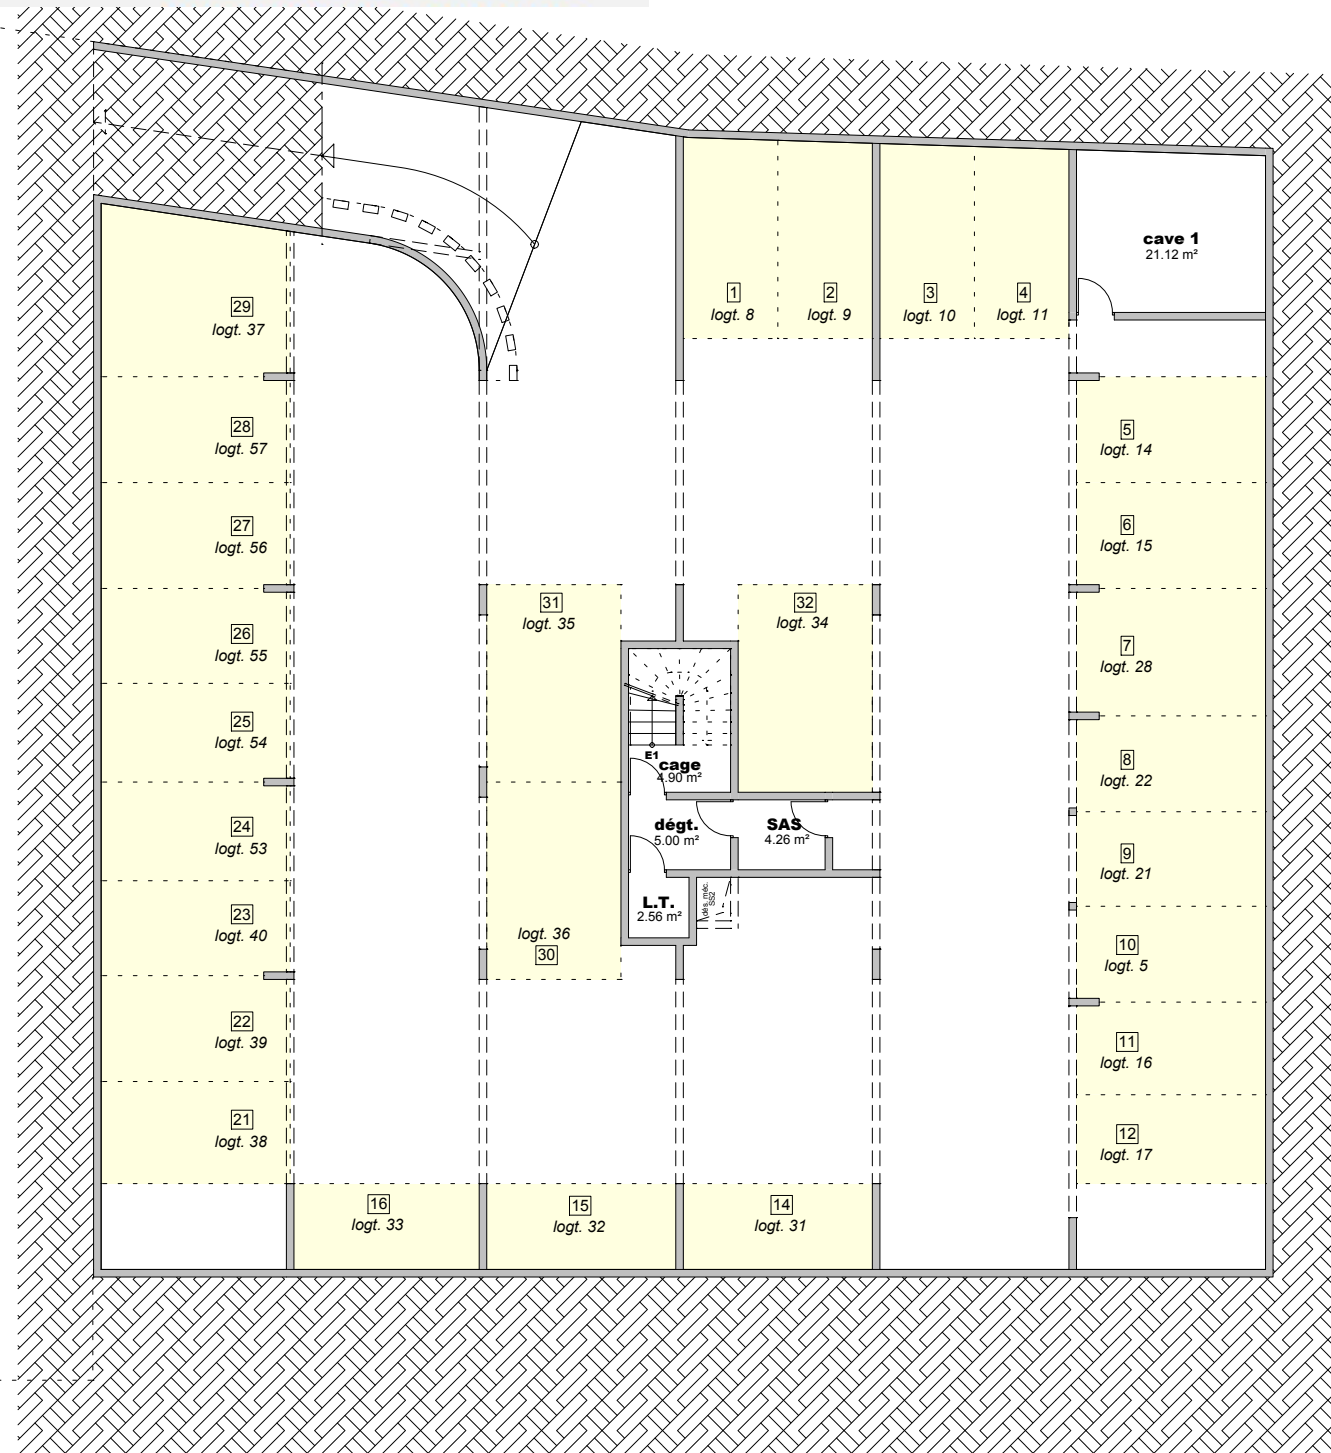 cave 1
21.12 m²
1
logt. 8
2
logt. 9
3
logt. 10
4
logt. 11
29
logt. 37
28
logt. 57
27
logt. 56
26
logt. 55
25
logt. 54
24
logt. 53
23
logt. 40
22
logt. 39
21
logt. 38
31
logt. 35
32
logt. 34
E1
cage
4.90 m²
dégt.
5.00 m²
SAS
4.26 m²
L.T.
2.56 m²
dés. méc.
SS2
logt. 36
30
5
logt. 14
6
logt. 15
7
logt. 28
8
logt. 22
9
logt. 21
10
logt. 5
11
logt. 16
12
logt. 17
16
logt. 33
15
logt. 32
14
logt. 31